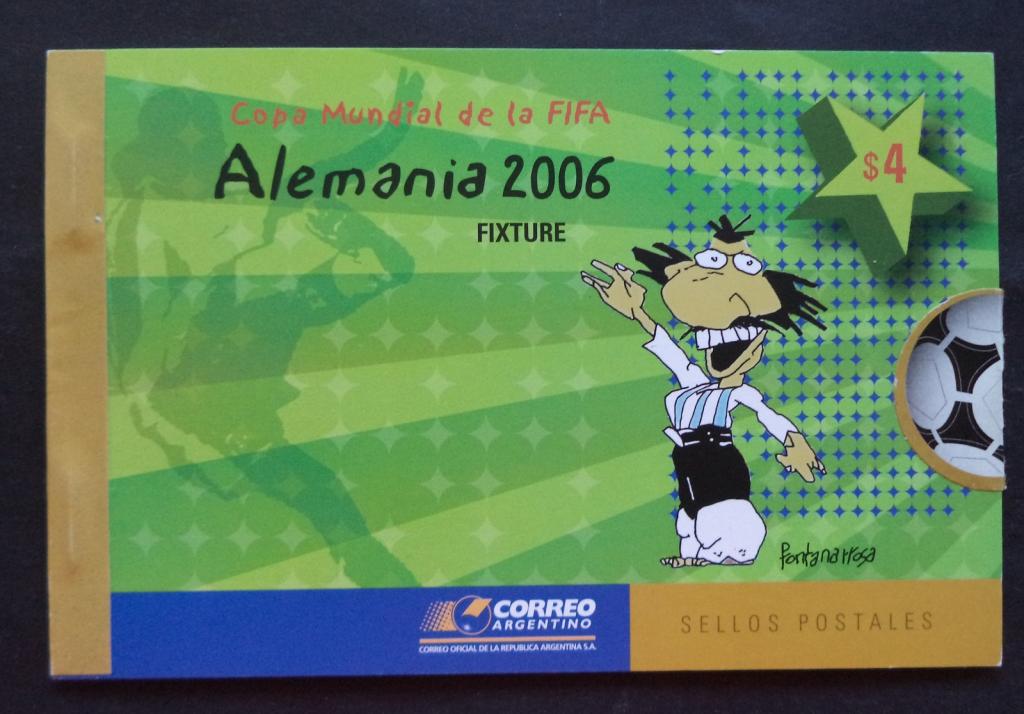 Copa Mundial de la FIFA
Alemania 2006
FIXTURE
$4
Fontanarrosa
CORREO
ARGENTINO
CORREO OFICIAL DE LA REPUBLICA ARGENTINA S.A.
SELLOS POSTALES